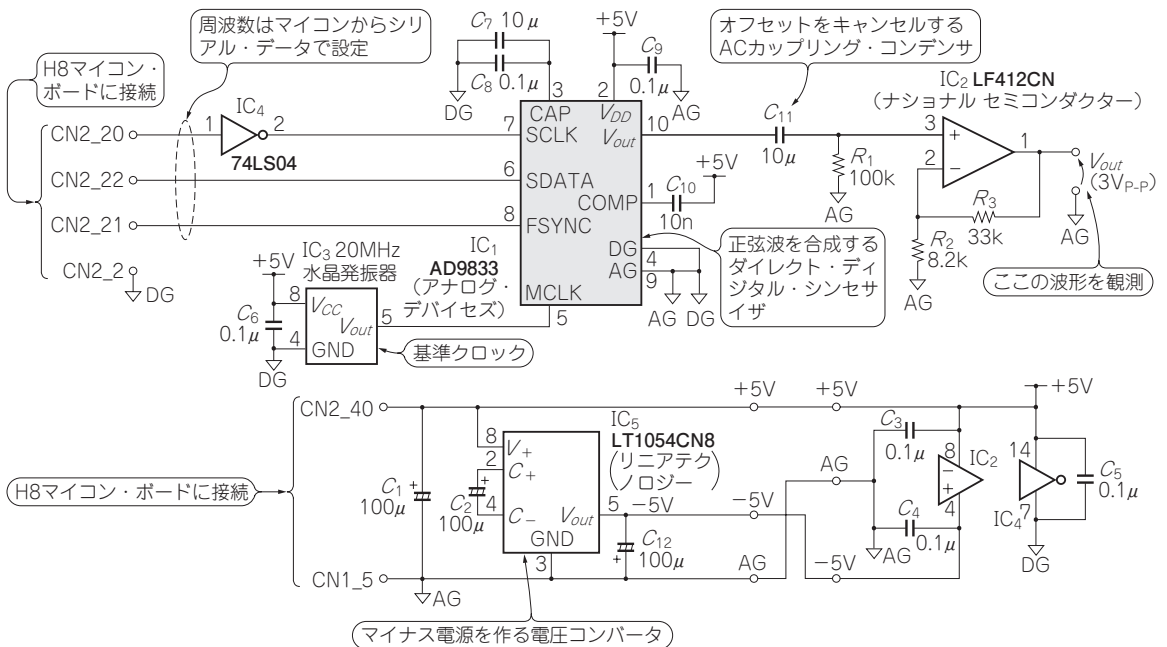 周波数はマイコンからシリ
アル・データで設定
H8マイコン・
ボードに接続
CN2_20
CN2_22
CN2_21
CN2_2
DG
IC4
1
2
74LS04
C7 10μ
C8
0.1μ
DG
+5V
C9
0.1μ
AG
3
2
CAP
VDD
7
SCLK
Vout
10
6
SDATA
COMP
1
8
FSYNC
DG
4
AG
9
MCLK
5
IC1
AD9833
(アナログ・
デバイセズ)
C10
10n
+5V
AG DG
オフセットをキャンセルする
ACカップリング・コンデンサ
C11
10μ
R1
100k
AG
IC2 LF412CN
(ナショナル セミコンダクター)
3
+
2
−
1
R3
33k
R2
8.2k
AG
Vout
(3VP-P)
AG
ここの波形を観測
正弦波を合成する
ダイレクト・ディ
ジタル・シンセサ
イザ
IC3 20MHz
水晶発振器
+5V
C6
0.1μ
DG
8
VCC
Vout
5
4
GND
基準クロック
H8マイコン・ボードに接続
CN2_40
CN1_5
AG
C1
+
100μ
C2
+
100μ
IC5
LT1054CN8
(リニアテク
ノロジー)
8
V+
2
C+
4
C−
Vout
5
GND
3
−5V
C12
100μ
+
マイナス電源を作る電圧コンバータ
+5V
+5V
AG
−5V
−5V
AG
−5V
C3
0.1μ
C4
0.1μ
AG
8
−
+
4
IC2
+5V
14
IC4
7
C5
0.1μ
DG